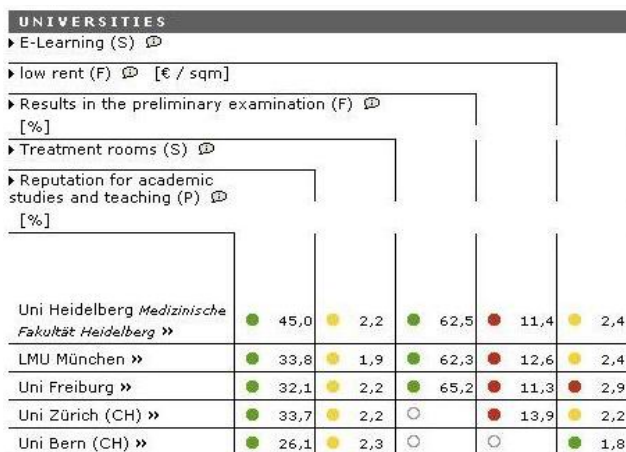 UNIVERSITIES
E-Learning (S)
low rent (F) [€ / sqm]
Results in the preliminary examination (F)
[%]
Treatment rooms (S)
Reputation for academic
studies and teaching (P)
[%]
Uni Heidelberg Medizinische
Fakultät Heidelberg » 45,0 2,2 62,5 11,4 2,4
LMU München » 33,8 1,9 62,3 12,6 2,4
Uni Freiburg » 32,1 2,2 65,2 11,3 2,9
Uni Zürich (CH) » 33,7 2,2 13,9 2,2
Uni Bern (CH) » 26,1 2,3 1,8